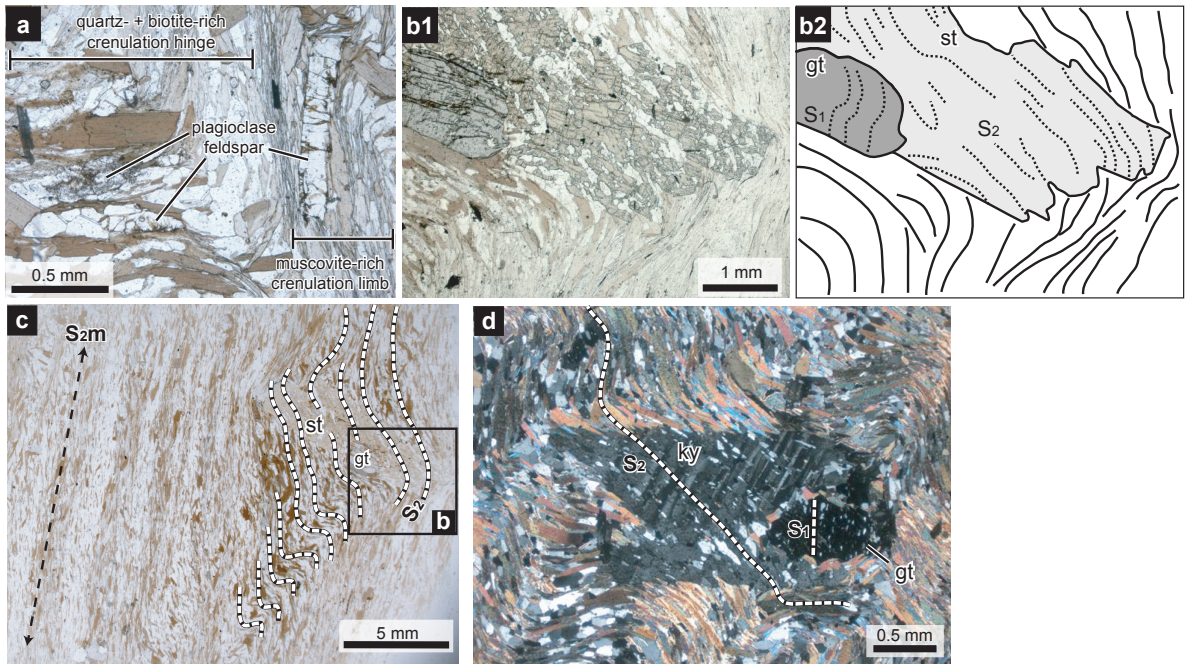 a
quartz- + biotite-rich
crenulation hinge
plagioclase
feldspar
muscovite-rich
crenulation limb
0.5 mm
b1
1 mm
b2
st
gt
S1
S2
c
S2m
st
gt
S2
b
5 mm
d
S2
ky
S1
gt
0.5 mm